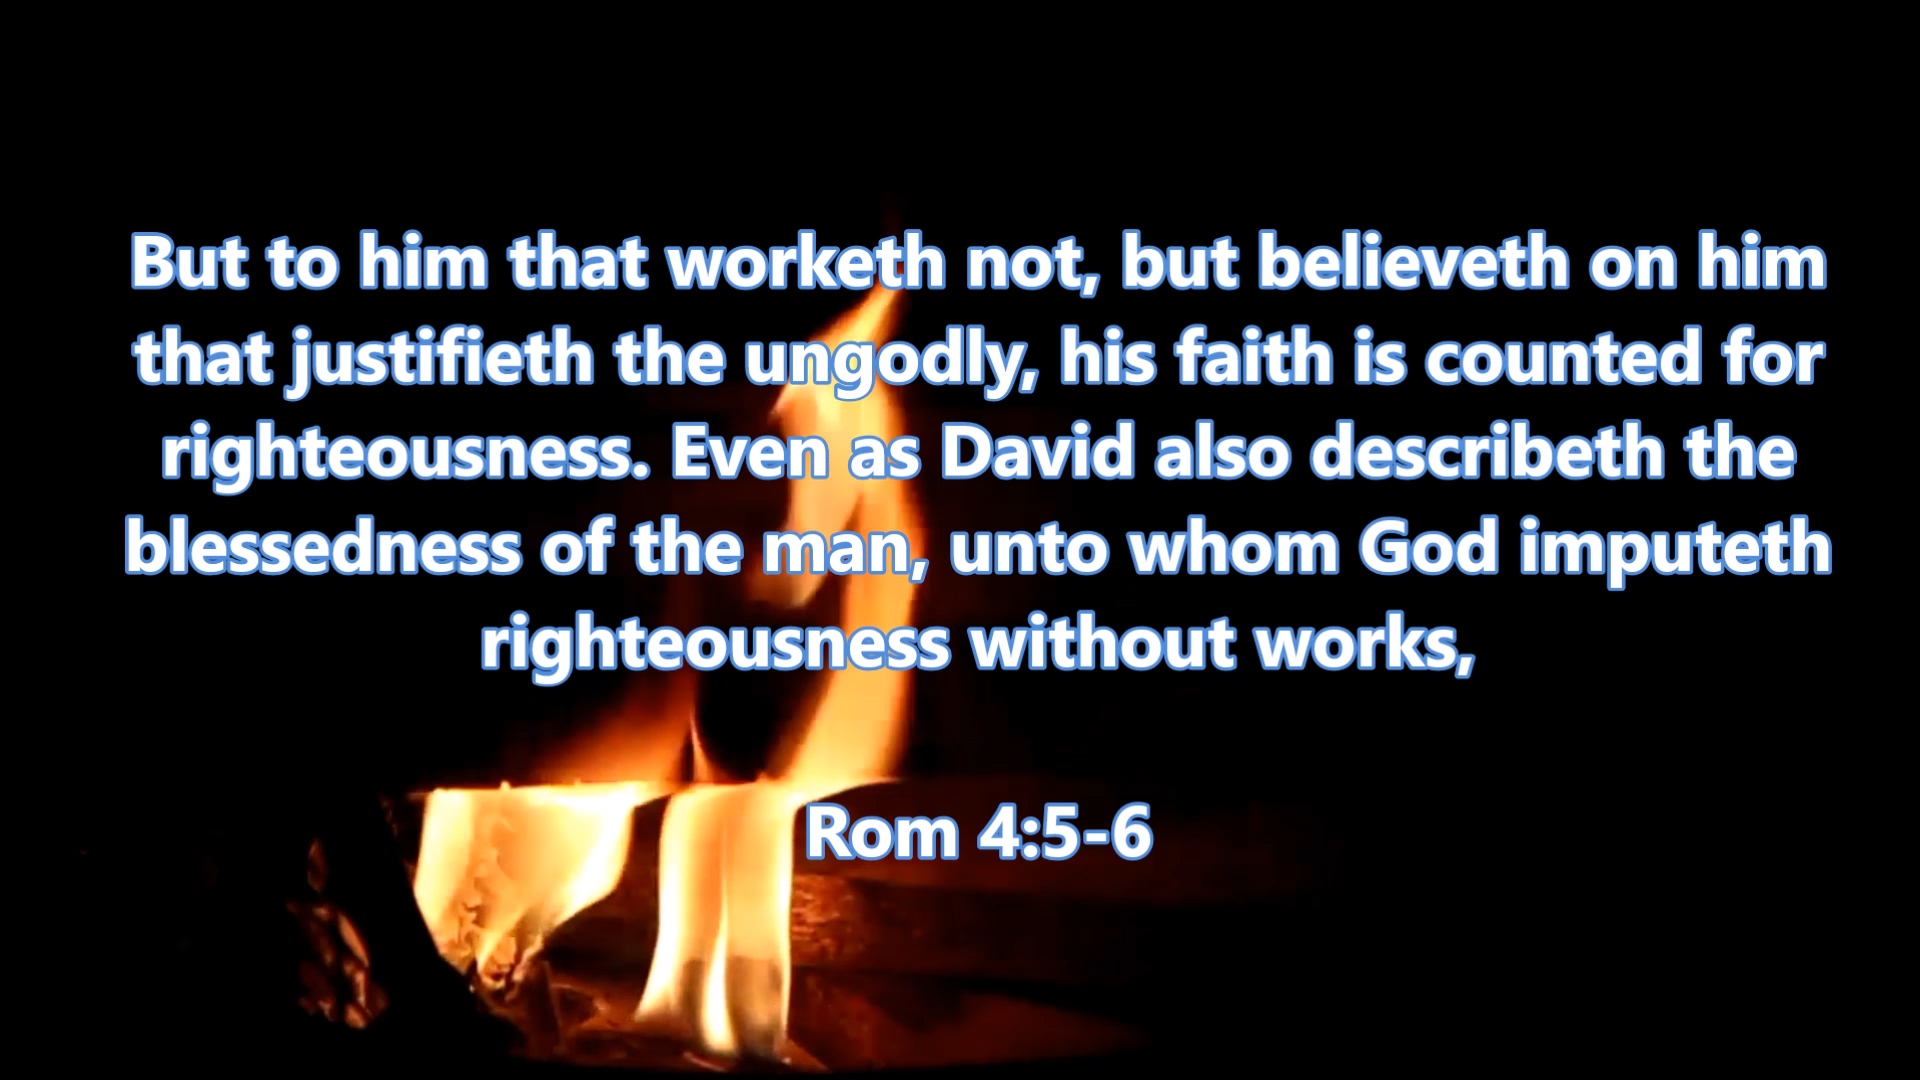 But to him that worketh not, but believeth on him
that justifieth the ungodly, his faith is counted for
righteousness. Even as David also describeth the
blessedness of the man, unto whom God imputeth
righteousness without works,
Rom 4:5-6